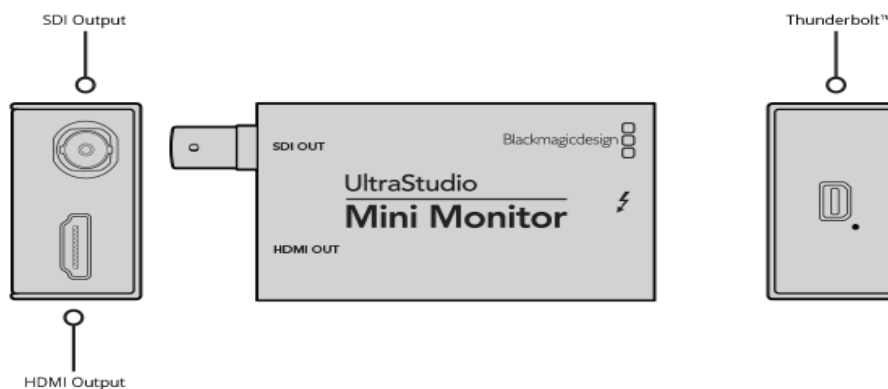 SDI Output
Thunderbolt™
SDI OUT
Blackmagicdesign
UltraStudio
Mini Monitor
HDMI OUT
HDMI Output